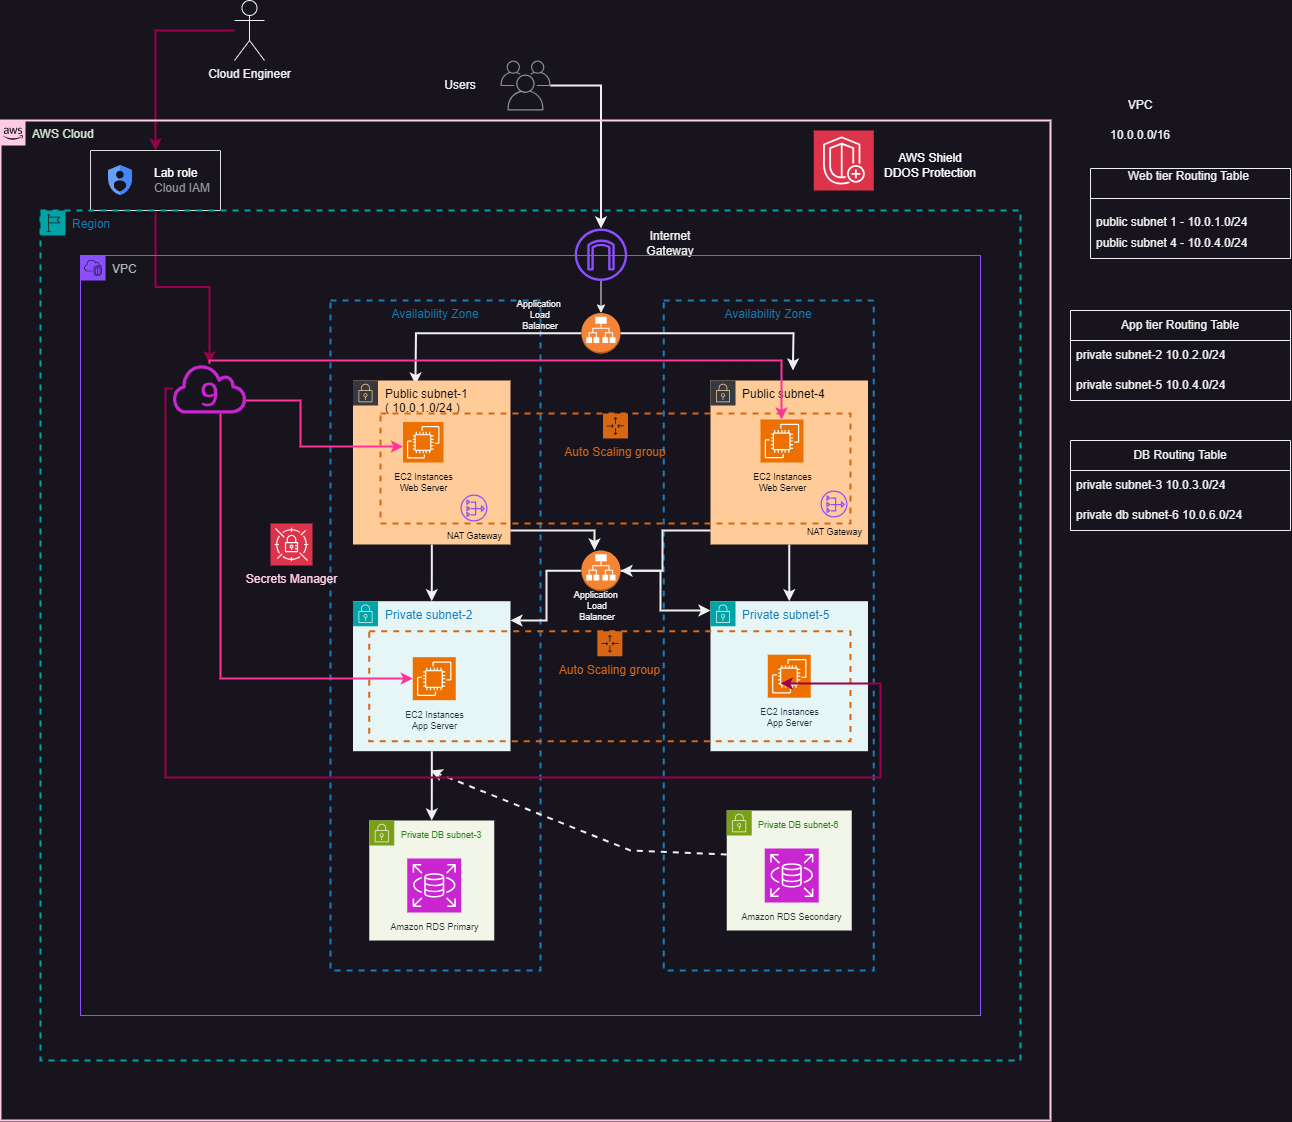 Cloud Engineer
Users
VPC
10.0.0.0/16
aws
AWS Cloud
Lab role
Cloud IAM
AWS Shield
DDOS Protection
Web tier Routing Table
public subnet 1 - 10.0.1.0/24
public subnet 4 - 10.0.4.0/24
Region
Internet
Gateway
VPC
Availability Zone
Application
Load
Balancer
Availability Zone
App tier Routing Table
private subnet-2 10.0.2.0/24
private subnet-5 10.0.4.0/24
9
Public subnet-1
( 10.0.1.0/24 )
Public subnet-4
Auto Scaling group
EC2 Instances
Web Server
EC2 Instances
Web Server
DB Routing Table
private subnet-3 10.0.3.0/24
private db subnet-6 10.0.6.0/24
NAT Gateway
NAT Gateway
Secrets Manager
Application
Load
Balancer
Private subnet-2
Private subnet-5
Auto Scaling group
EC2 Instances
App Server
EC2 Instances
App Server
Private DB subnet-3
Private DB subnet-6
Amazon RDS Primary
Amazon RDS Secondary